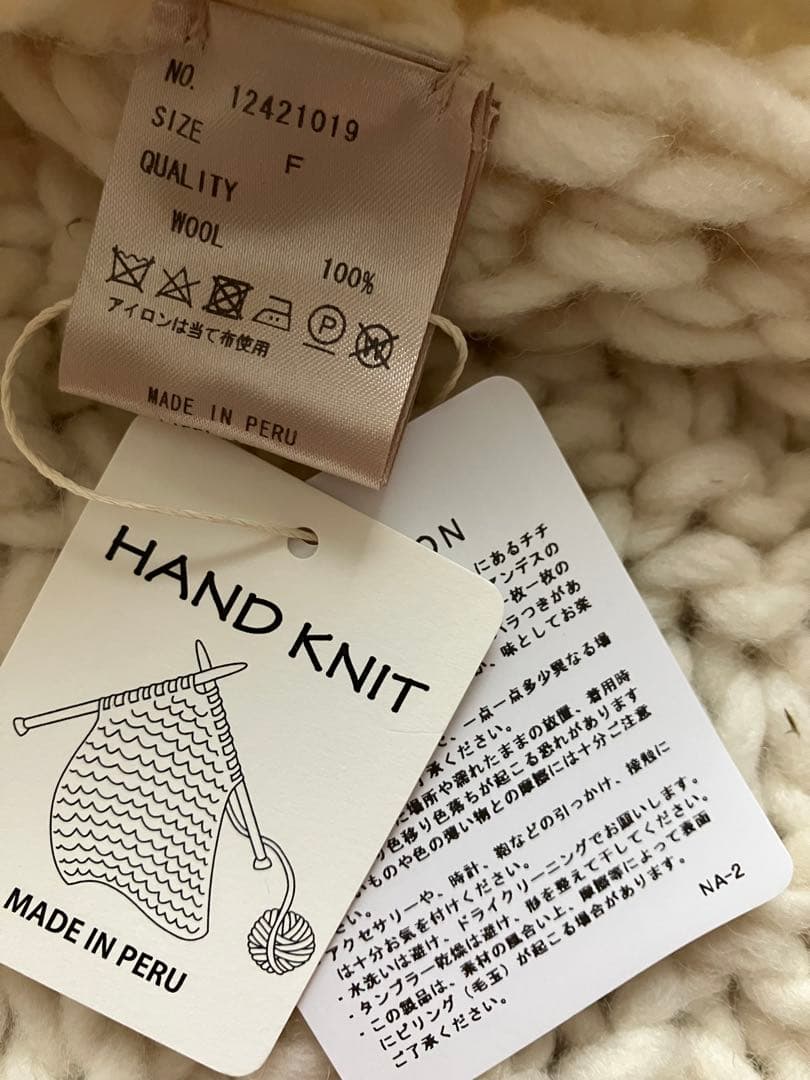 NO. 12421019
SIZE F
QUALITY
WOOL 100%
P W
アイロンは当て布使用
MADE IN PERU
HAND KNIT
MADE IN PERU
ON
にあるチチ
アンデスの
一枚一枚の
バラつきがあ
味としてお楽
一点一点多少異なる場
了承ください。
場所や濡れたままの放置、着用時
色移り色落ちが起こる恐れがあります
ものや色の薄い物との摩擦には十分ご注意
さい。
アクセサリーや、時計、鞄などの引っかけ、接触に
は十分お気を付けください。
・水洗いは避け、ドライクリーニングでお願いします。
・タンブラー乾燥は避け、形を整えて干してください。
・この製品は、素材の風合い上、摩擦等によって表面
にピリング（毛玉）が起こる場合があります。
ご了承ください。
NA-2